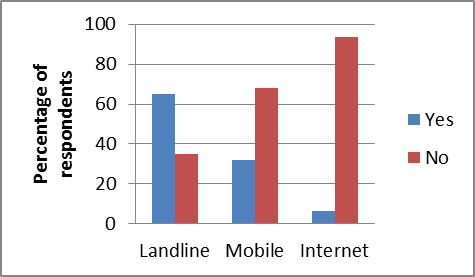 Percentage of
respondents
100
80
60
40
20
0
Landline Mobile Internet
Yes
No